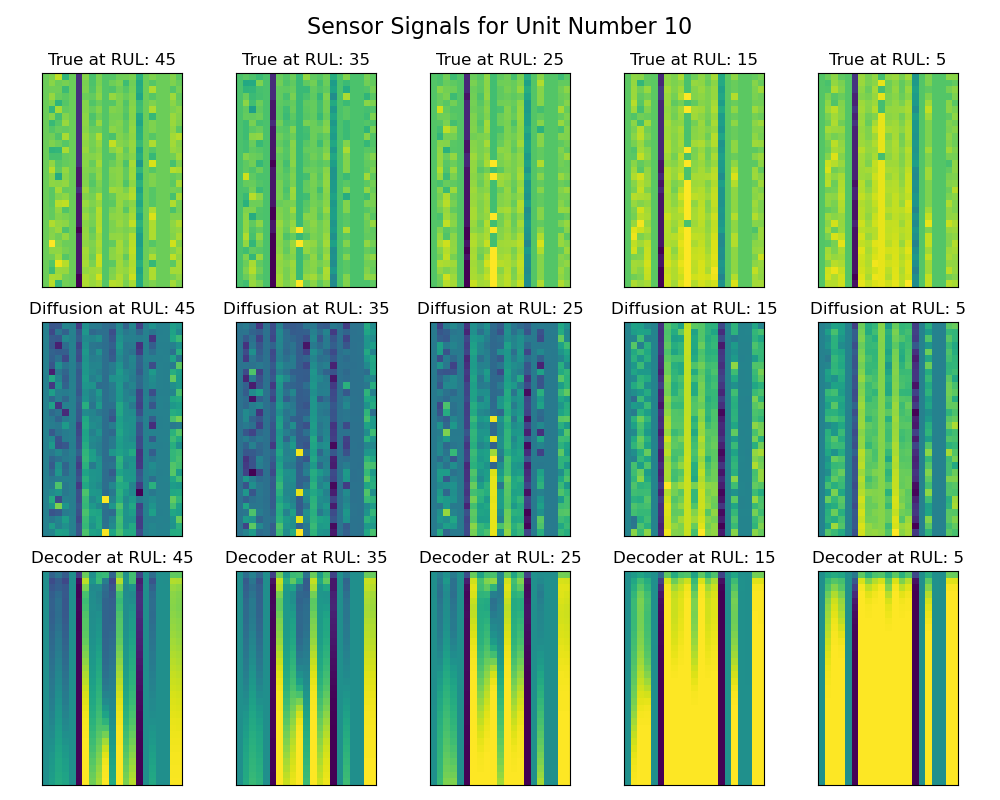 Sensor Signals for Unit Number 10
True at RUL: 45
True at RUL: 35
True at RUL: 25
True at RUL: 15
True at RUL: 5
Diffusion at RUL: 45
Diffusion at RUL: 35
Diffusion at RUL: 25
Diffusion at RUL: 15
Diffusion at RUL: 5
Decoder at RUL: 45
Decoder at RUL: 35
Decoder at RUL: 25
Decoder at RUL: 15
Decoder at RUL: 5